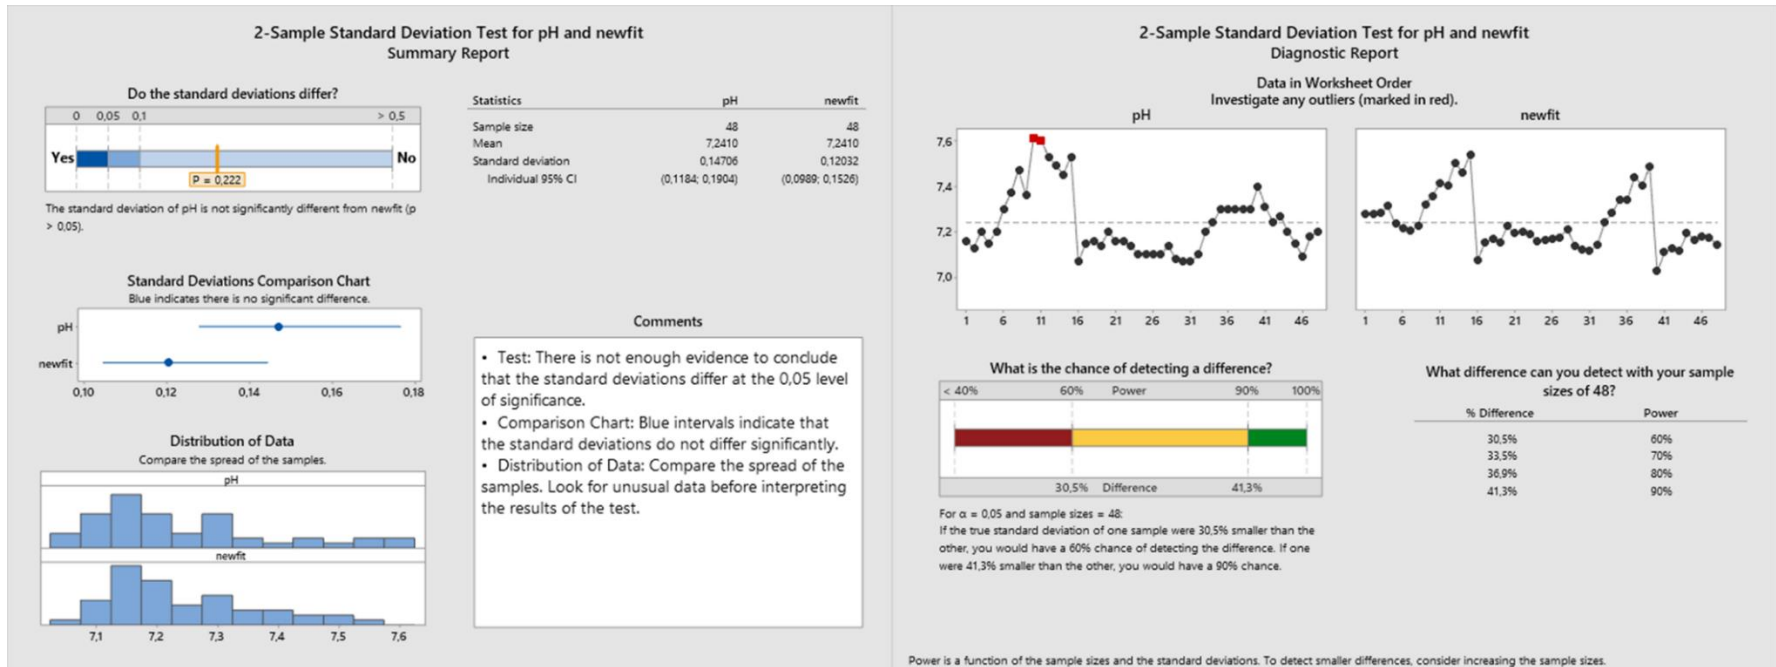 2-Sample Standard Deviation Test for pH and newfit
Summary Report
Do the standard deviations differ?
0 0,05 0,1 > 0,5
Yes No
P = 0,222
The standard deviation of pH is not significantly different from newfit (p
> 0,05).
Statistics pH newfit
Sample size 48 48
Mean 7,2410 7,2410
Standard deviation 0,14706 0,12032
Individual 95% CI (0,1184; 0,1904) (0,0989; 0,1526)
Standard Deviations Comparison Chart
Blue indicates there is no significant difference.
pH
newfit
0,10 0,12 0,14 0,16 0,18
Distribution of Data
Compare the spread of the samples.
pH
newfit
7,1 7,2 7,3 7,4 7,5 7,6
Comments
• Test: There is not enough evidence to conclude
that the standard deviations differ at the 0,05 level
of significance.
• Comparison Chart: Blue intervals indicate that
the standard deviations do not differ significantly.
• Distribution of Data: Compare the spread of the
samples. Look for unusual data before interpreting
the results of the test.
2-Sample Standard Deviation Test for pH and newfit
Diagnostic Report
Data in Worksheet Order
Investigate any outliers (marked in red).
pH newfit
7,6
7,4
7,2
7,0
1 6 11 16 21 26 31 36 41 46 1 6 11 16 21 26 31 36 41 46
What is the chance of detecting a difference?
< 40% 60% Power 90% 100%
30,5% Difference 41,3%
For α = 0,05 and sample sizes = 48:
If the true standard deviation of one sample were 30,5% smaller than the
other, you would have a 60% chance of detecting the difference. If one
were 41,3% smaller than the other, you would have a 90% chance.
What difference can you detect with your sample
sizes of 48?
% Difference Power
30,5% 60%
33,5% 70%
36,9% 80%
41,3% 90%
Power is a function of the sample sizes and the standard deviations. To detect smaller differences, consider increasing the sample sizes.